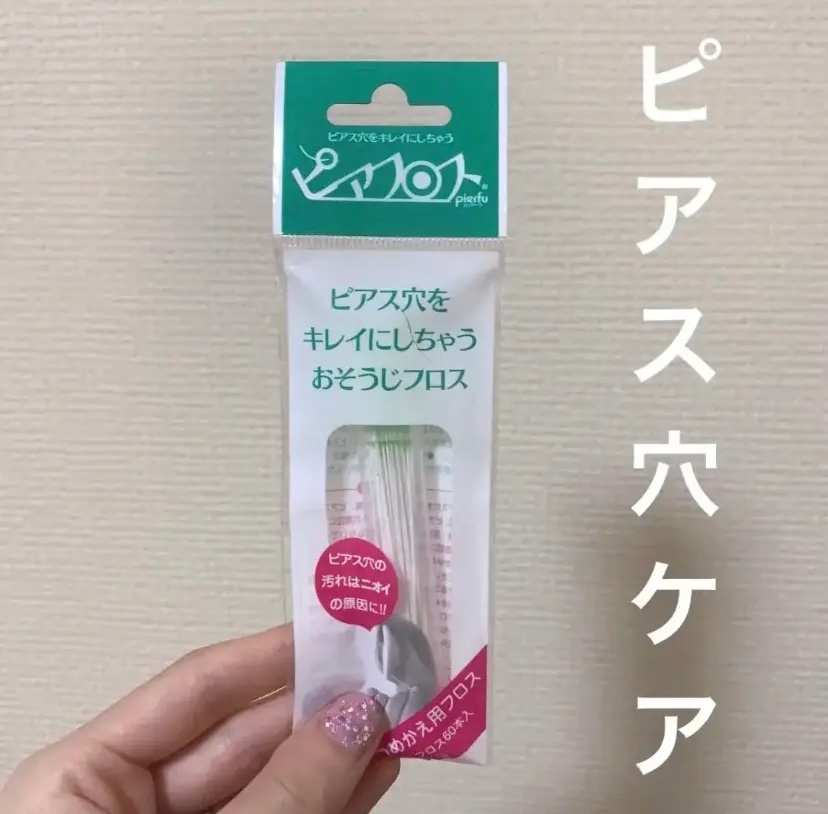 ピアス穴をキレイにしちゃう
ピアフロス
pierfu
ピアス穴を
キレイにしちゃう
おそうじフロス
ピアス穴の
汚れはニオイ
の原因に!!
めかえ用フロス
フロス60本入
ピアス穴ケア